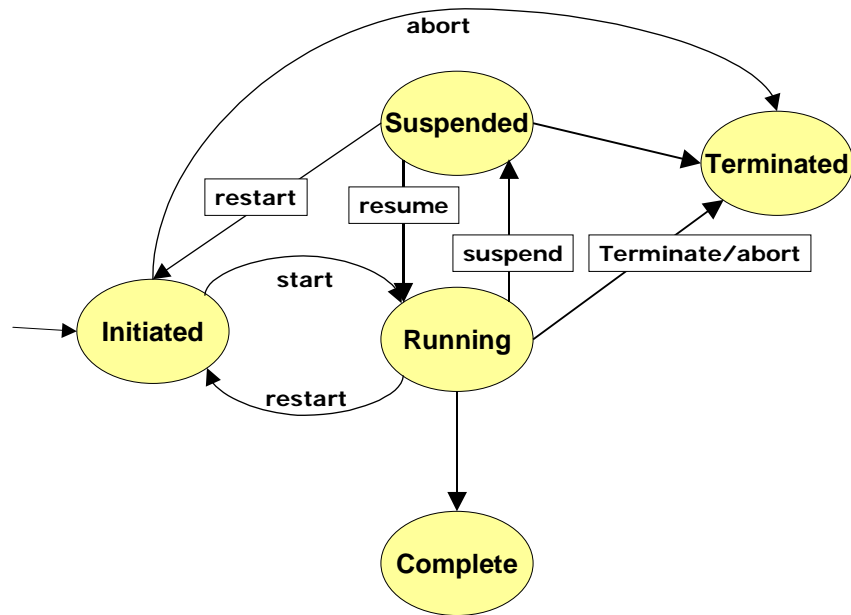 abort
Suspended
Terminated
restart
resume
suspend
Terminate/abort
start
Initiated
Running
restart
Complete